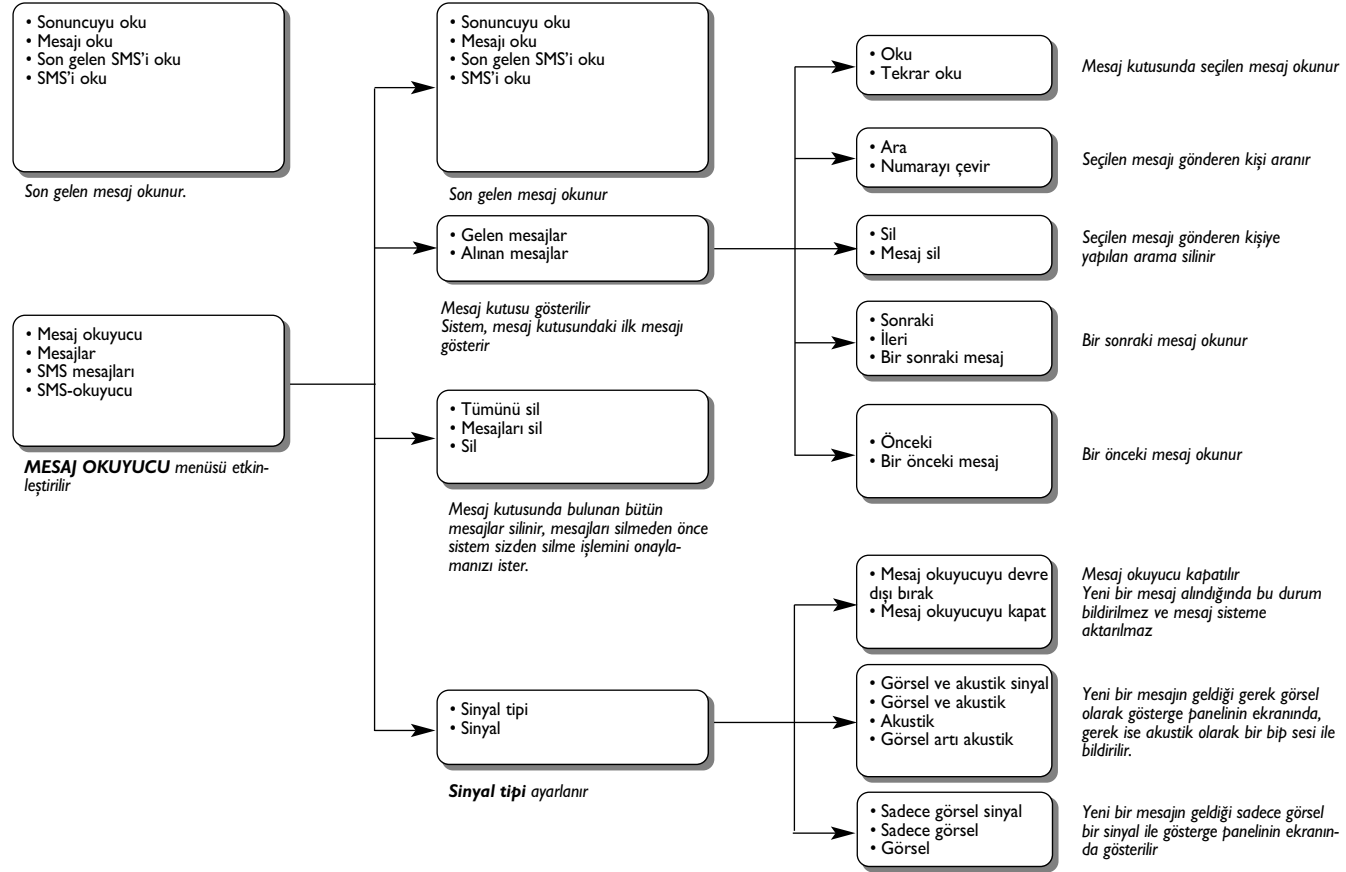 • Sonuncuyu oku
• Mesajı oku
• Son gelen SMS'i oku
• SMS'i oku
Son gelen mesaj okunur.
• Mesaj okuyucu
• Mesajlar
• SMS mesajları
• SMS-okuyucu
MESAJ OKUYUCU menüsü etkin-
leştirilir
• Sonuncuyu oku
• Mesajı oku
• Son gelen SMS'i oku
• SMS'i oku
Son gelen mesaj okunur
• Gelen mesajlar
• Alınan mesajlar
Mesaj kutusu gösterilir
Sistem, mesaj kutusundaki ilk mesajı
gösterir
• Tümünü sil
• Mesajları sil
• Sil
Mesaj kutusunda bulunan bütün
mesajlar silinir, mesajları silmeden önce
sistem sizden silme işlemini onayla-
manızı ister.
• Sinyal tipi
• Sinyal
Sinyal tipi ayarlanır
• Oku
• Tekrar oku
Mesaj kutusunda seçilen mesaj okunur
• Ara
• Numarayı çevir
Seçilen mesajı gönderen kişi aranır
• Sil
• Mesaj sil
Seçilen mesajı gönderen kişiye
yapılan arama silinir
• Sonraki
• İleri
• Bir sonraki mesaj
Bir sonraki mesaj okunur
• Önceki
• Bir önceki mesaj
Bir önceki mesaj okunur
• Mesaj okuyucuyu devre
dışı bırak
• Mesaj okuyucuyu kapat
Mesaj okuyucu kapatılır
Yeni bir mesaj alındığında bu durum
bildirilmez ve mesaj sisteme
aktarılmaz
• Görsel ve akustik sinyal
• Görsel ve akustik
• Akustik
• Görsel artı akustik
Yeni bir mesajın geldiği gerek görsel
olarak gösterge panelinin ekranında,
gerek ise akustik olarak bir bip sesi ile
bildirilir.
• Sadece görsel sinyal
• Sadece görsel
• Görsel
Yeni bir mesajın geldiği sadece görsel
bir sinyal ile gösterge panelinin ekranın-
da gösterilir